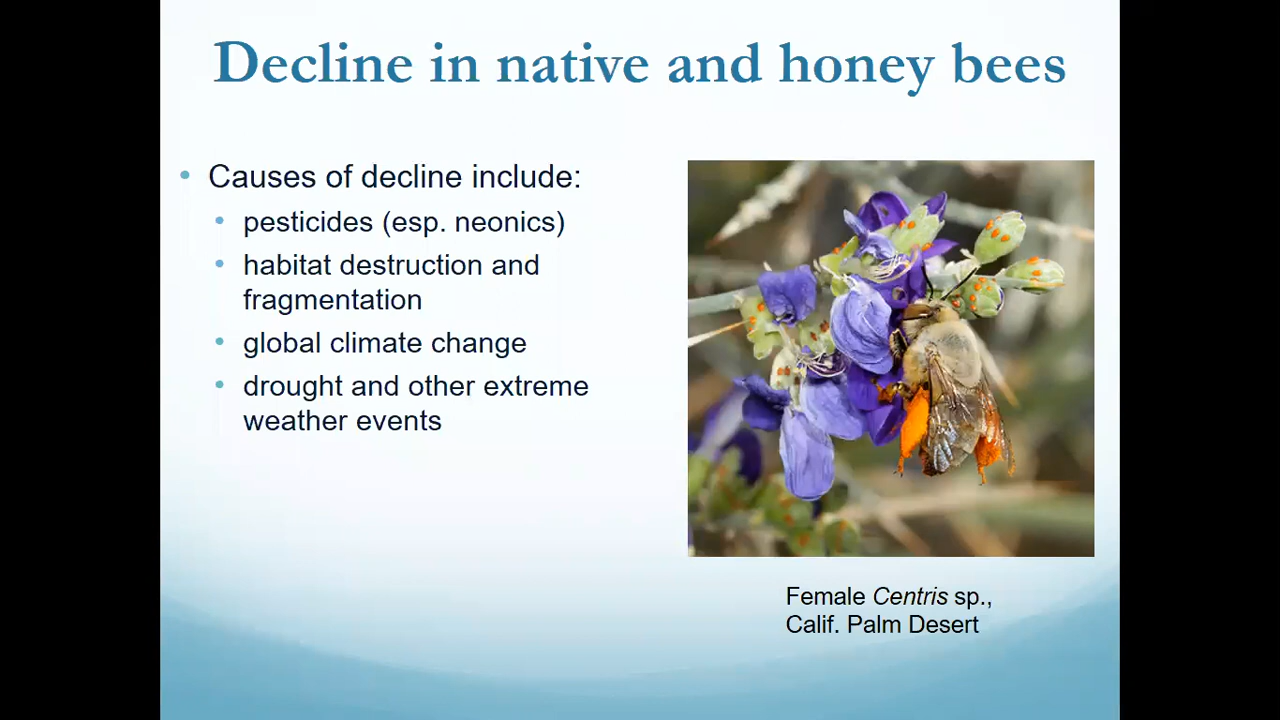 Decline in native and honey bees
• Causes of decline include:
• pesticides (esp. neonics)
• habitat destruction and
fragmentation
• global climate change
• drought and other extreme
weather events
Female Centris sp.,
Calif. Palm Desert